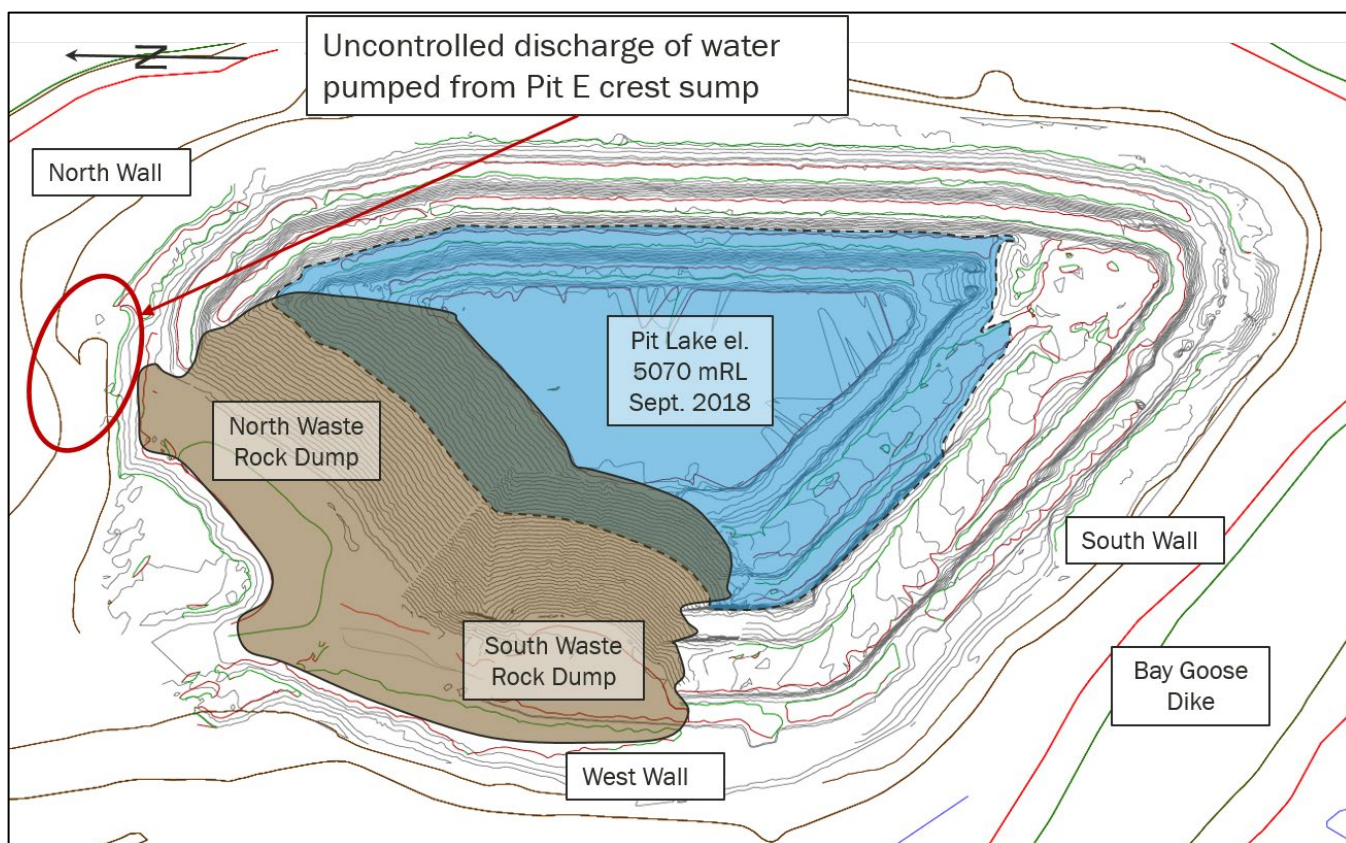 N
Uncontrolled discharge of water
pumped from Pit E crest sump
North Wall
Pit Lake el.
5070 mRL
Sept. 2018
North Waste
Rock Dump
South Wall
South Waste
Rock Dump
Bay Goose
Dike
West Wall